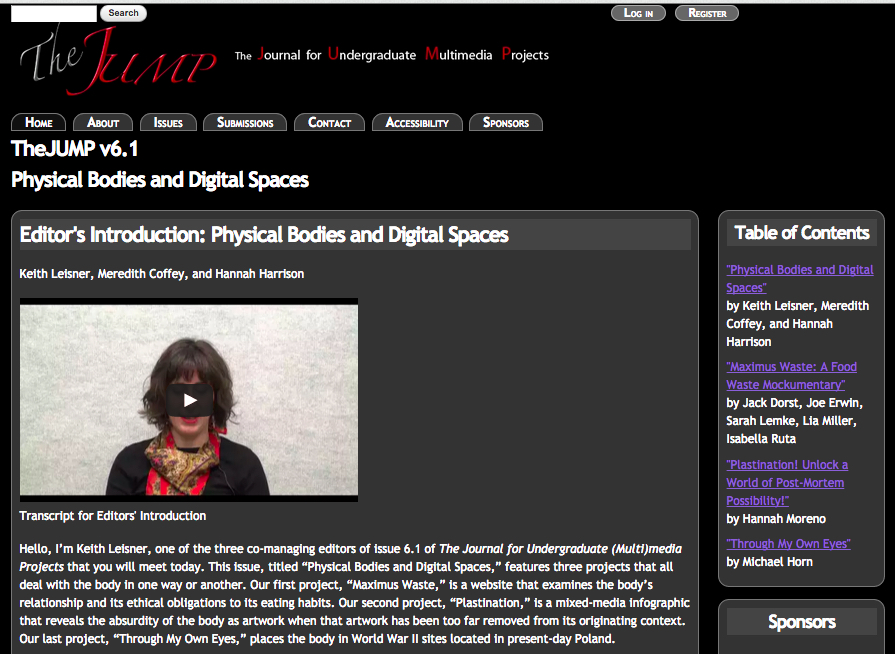 Search
Log in
Register
The JUMP
The Journal for Undergraduate Multimedia Projects
Home
About
Issues
Submissions
Contact
Accessibility
Sponsors
TheJUMP v6.1
Physical Bodies and Digital Spaces
Editor's Introduction: Physical Bodies and Digital Spaces
Keith Leisner, Meredith Coffey, and Hannah Harrison
Transcript for Editors' Introduction
Hello, I'm Keith Leisner, one of the three co-managing editors of issue 6.1 of The Journal for Undergraduate (Multi)media
Projects that you will meet today. This issue, titled “Physical Bodies and Digital Spaces,” features three projects that all
deal with the body in one way or another. Our first project, “Maximus Waste,” is a website that examines the body’s
relationship and its ethical obligations to its eating habits. Our second project, “Plastination,” is a mixed-media infographic
that reveals the absurdity of the body as artwork when that artwork has been too far removed from its originating context.
Our last project, “Through My Own Eyes,” places the body in World War II sites located in present-day Poland.
Table of Contents
"Physical Bodies and Digital
Spaces"
by Keith Leisner, Meredith
Coffey, and Hannah
Harrison
"Maximus Waste: A Food
Waste Mockumentary"
by Jack Dorst, Joe Erwin,
Sarah Lemke, Lia Miller,
Isabella Ruta
"Plastination! Unlock a
World of Post-Mortem
Possibility!"
by Hannah Moreno
"Through My Own Eyes"
by Michael Horn
Sponsors